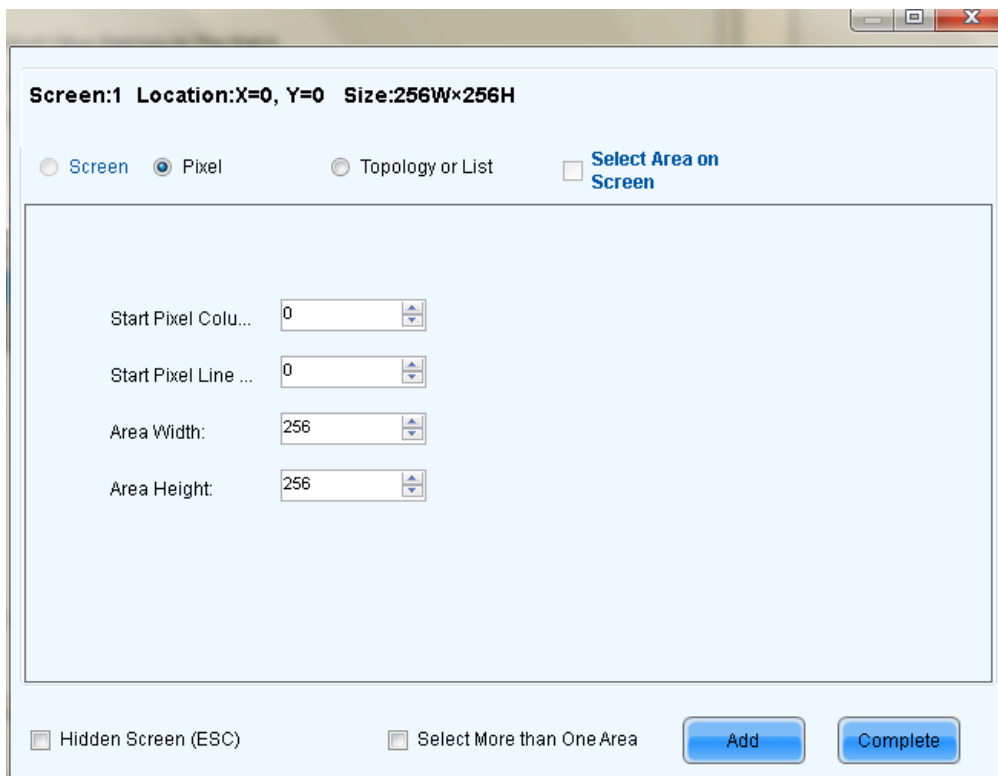 Screen:1 Location:X=0, Y=0 Size:256W×256H
Screen Pixel Topology or List Select Area on
Screen
Start Pixel Colu... 0
Start Pixel Line ... 0
Area Width: 256
Area Height: 256
Hidden Screen (ESC) Select More than One Area Add Complete